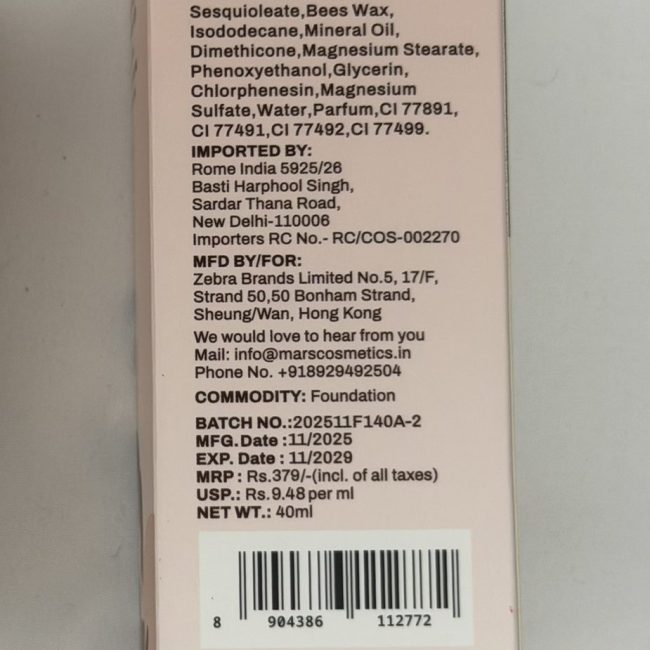 Sesquioleate,Bees Wax,
Isododecane,Mineral Oil,
Dimethicone,Magnesium Stearate,
Phenoxyethanol,Glycerin,
Chlorphenesin,Magnesium
Sulfate,Water,Parfum,CI 77891,
CI 77491,CI 77492,CI 77499.
IMPORTED BY:
Rome India 5925/26
Basti Harphool Singh,
Sardar Thana Road,
New Delhi-110006
Importers RC No.- RC/COS-002270
MFD BY/FOR:
Zebra Brands Limited No.5, 17/F,
Strand 50,50 Bonham Strand,
Sheung/Wan, Hong Kong
We would love to hear from you
Mail: info@marscosmetics.in
Phone No. +918929492504
COMMODITY: Foundation
BATCH NO.:202511F140A-2
MFG.Date :11/2025
EXP. Date : 11/2029
MRP : Rs.379/-(incl. of all taxes)
USP.: Rs.9.48 per ml
NET WT.: 40ml
8 904386 112772